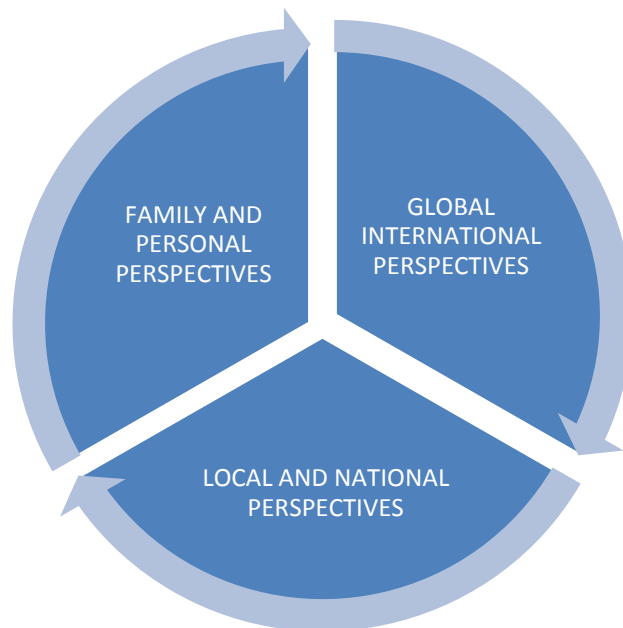 FAMILY AND
PERSONAL
PERSPECTIVES
GLOBAL
INTERNATIONAL
PERSPECTIVES
LOCAL AND NATIONAL
PERSPECTIVES